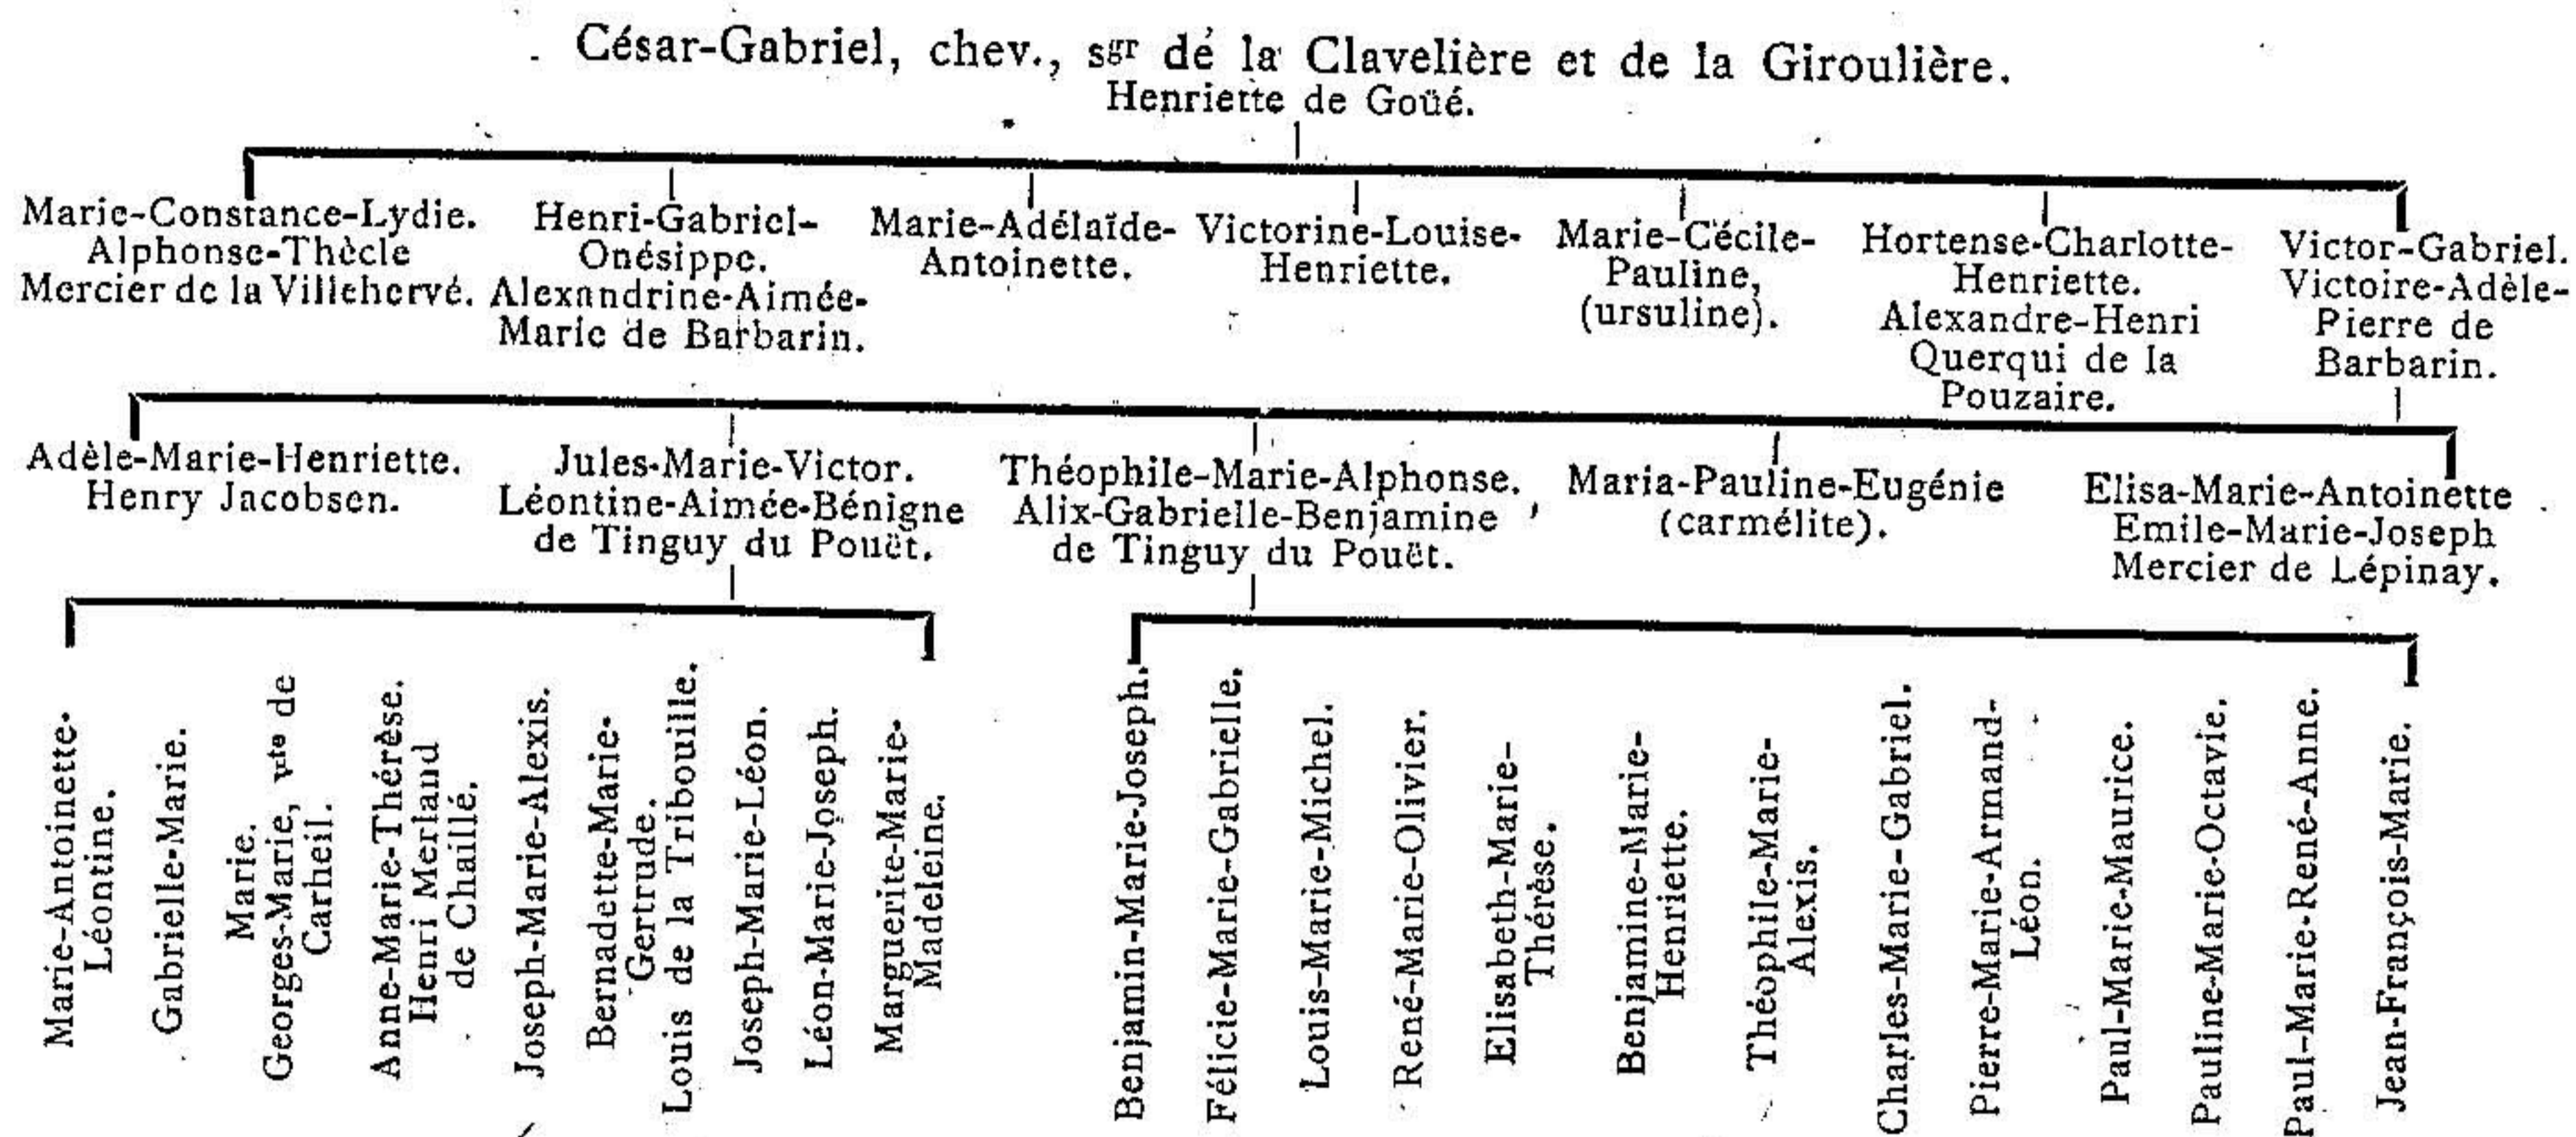 César-Gabriel, chev., sgr de la Clavelière et de la Giroulière.
Henriette de Goüé.
Marie-Constance-Lydie.
Alphonse-Thècle
Mercier de la Villehervé.
Henri-Gabriel-
Onésippe.
Alexandrine-Aimée-
Marie de Barbarin.
Marie-Adélaïde-
Antoinette.
Victorine-Louise-
Henriette.
Marie-Cécile-
Pauline,
(ursuline).
Hortense-Charlotte-
Henriette.
Alexandre-Henri
Querqui de la
Pouzaire.
Victor-Gabriel.
Victoire-Adèle-
Pierre de
Barbarin.
Adèle-Marie-Henriette.
Henry Jacobsen.
Jules-Marie-Victor.
Léontine-Aimée-Bénigne
de Tinguy du Pouët.
Théophile-Marie-Alphonse.
Alix-Gabrielle-Benjamine
de Tinguy du Pouët.
Maria-Pauline-Eugénie
(carmélite).
Elisa-Marie-Antoinette
Emile-Marie-Joseph
Mercier de Lépinay.
Marie-Antoinette-
Léontine.
Gabrielle-Marie.
Marie.
Georges-Marie, vte de
Carheil.
Anne-Marie-Thérèse.
Henri Merland
de Chaillé.
Joseph-Marie-Alexis.
Bernadette-Marie-
Gertrude.
Louis de la Tribouille.
Joseph-Marie-Léon.
Léon-Marie-Joseph.
Marguerite-Marie-
Madeleine.
Benjamin-Marie-Joseph.
Félicie-Marie-Gabrielle.
Louis-Marie-Michel.
René-Marie-Olivier.
Elisabeth-Marie-
Thérèse.
Benjamine-Marie-
Henriette.
Théophile-Marie-
Alexis.
Charles-Marie-Gabriel.
Pierre-Marie-Armand-
Léon.
Paul-Marie-Maurice.
Pauline-Marie-Octavie.
Paul-Marie-René-Anne.
Jean-François-Marie.